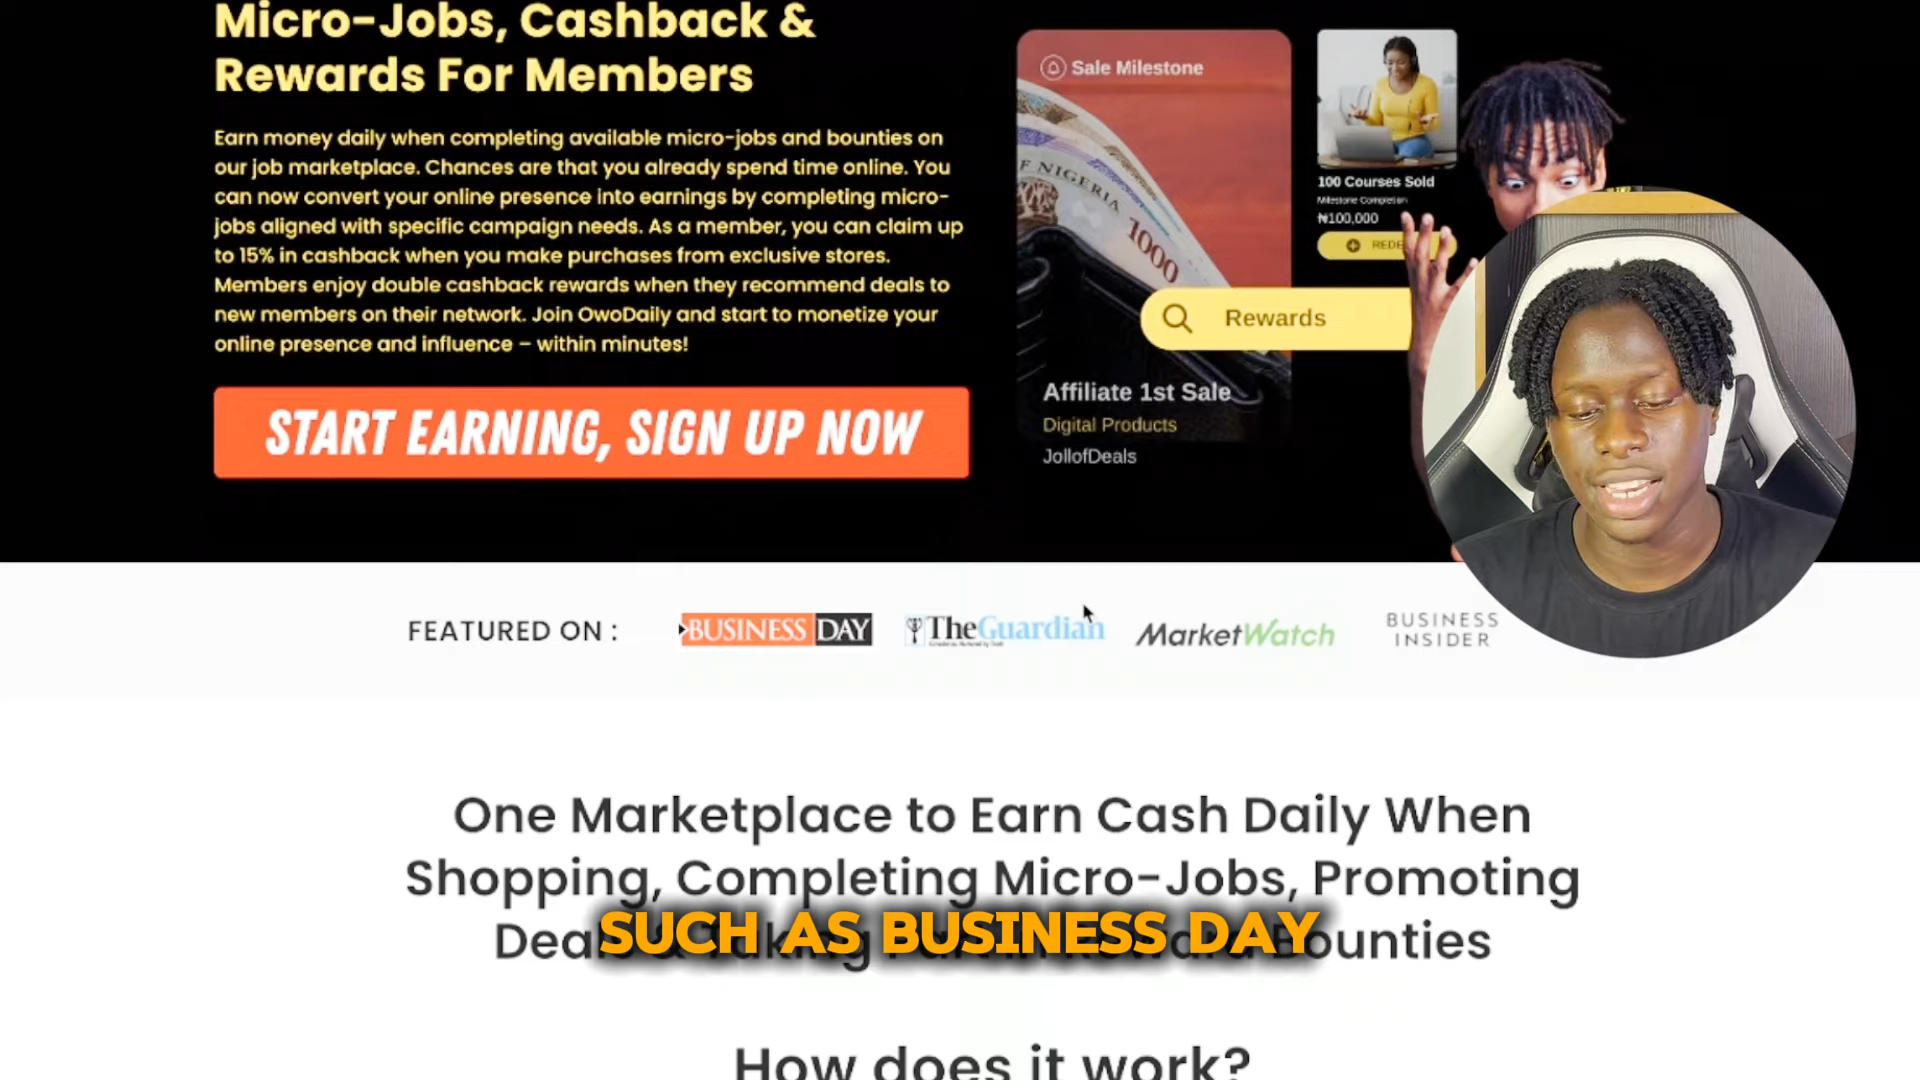 Micro-Jobs, Cashback &
Rewards For Members
Earn money daily when completing available micro-jobs and bounties on
our job marketplace. Chances are that you already spend time online. You
can now convert your online presence into earnings by completing micro-
jobs aligned with specific campaign needs. As a member, you can claim up
to 15% in cashback when you make purchases from exclusive stores.
Members enjoy double cashback rewards when they recommend deals to
new members on their network. Join OwoDaily and start to monetize your
online presence and influence – within minutes!
START EARNING, SIGN UP NOW
Sale Milestone
NIGERIA
1000
Affiliate 1st Sale
Digital Products
JollofDeals
100 Courses Sold
Milestone Completion
₦100,000
Rewards
FEATURED ON :
BUSINESS DAY
TheGuardian
MarketWatch
BUSINESS
INSIDER
One Marketplace to Earn Cash Daily When
Shopping, Completing Micro-Jobs, Promoting
Bounties
SUCH AS BUSINESS DAY
How does it work?